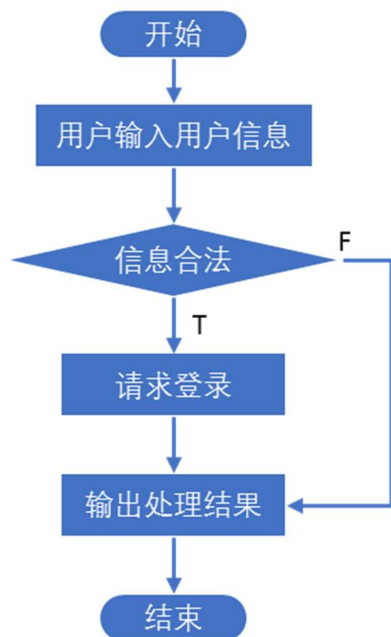 开始
用户输入用户信息
信息合法
F
T
请求登录
输出处理结果
结束